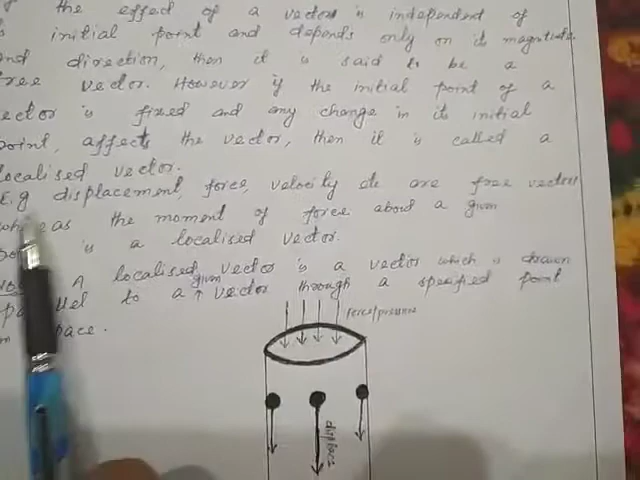 the effect of a vector is independent of
initial point and depends only on its magnitude
and direction, then it is said to be a
free vector. However if the initial point of a
vector is fixed and any change in its initial
point, affects the vector, then it is called a
localised vector.
E.g displacement, force, velocity etc are free vectors
whereas the moment of force about a given
is a localised vector.
A localised vector is a vector which is drawn
parallel to a given vector through a specified point
space.
Force/pressure
displace